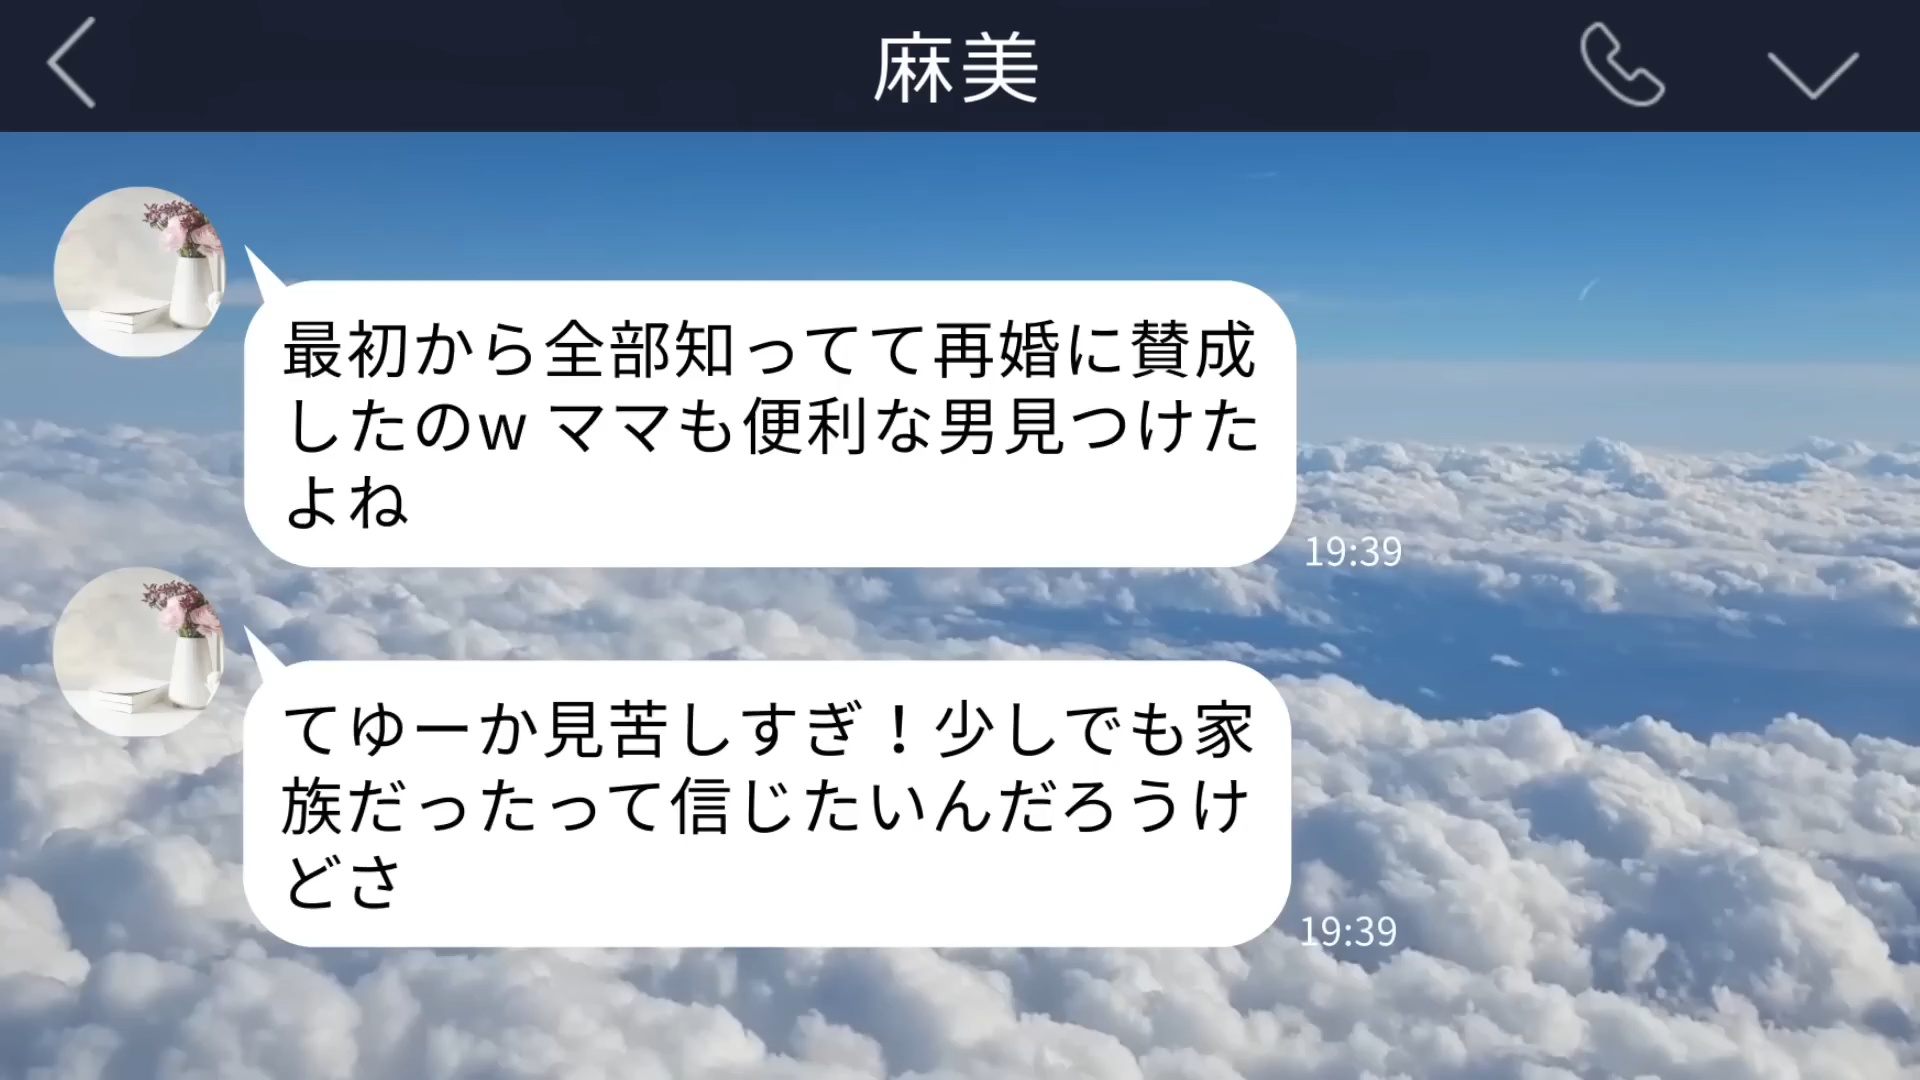 麻美
最初から全部知ってて再婚に賛成
したのw ママも便利な男見つけた
よね
19:39
てゆーか見苦しすぎ！少しでも家
族だったって信じたいんだろうけ
どさ
19:39